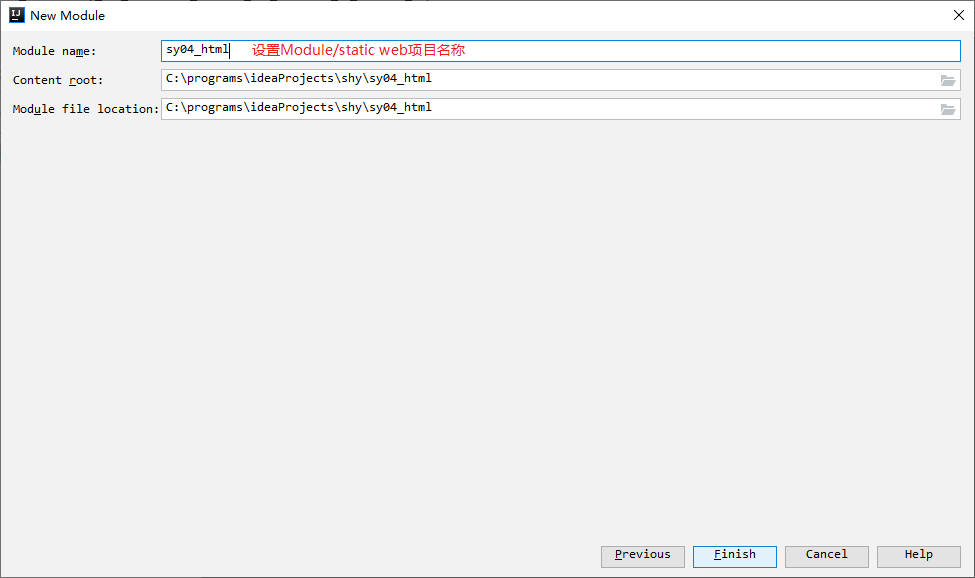 New Module
Module name: sy04_html 设置Module/static web项目名称
Content root: C:\programs\ideaProjects\shy\sy04_html
Module file location: C:\programs\ideaProjects\shy\sy04_html
Previous Finish Cancel Help